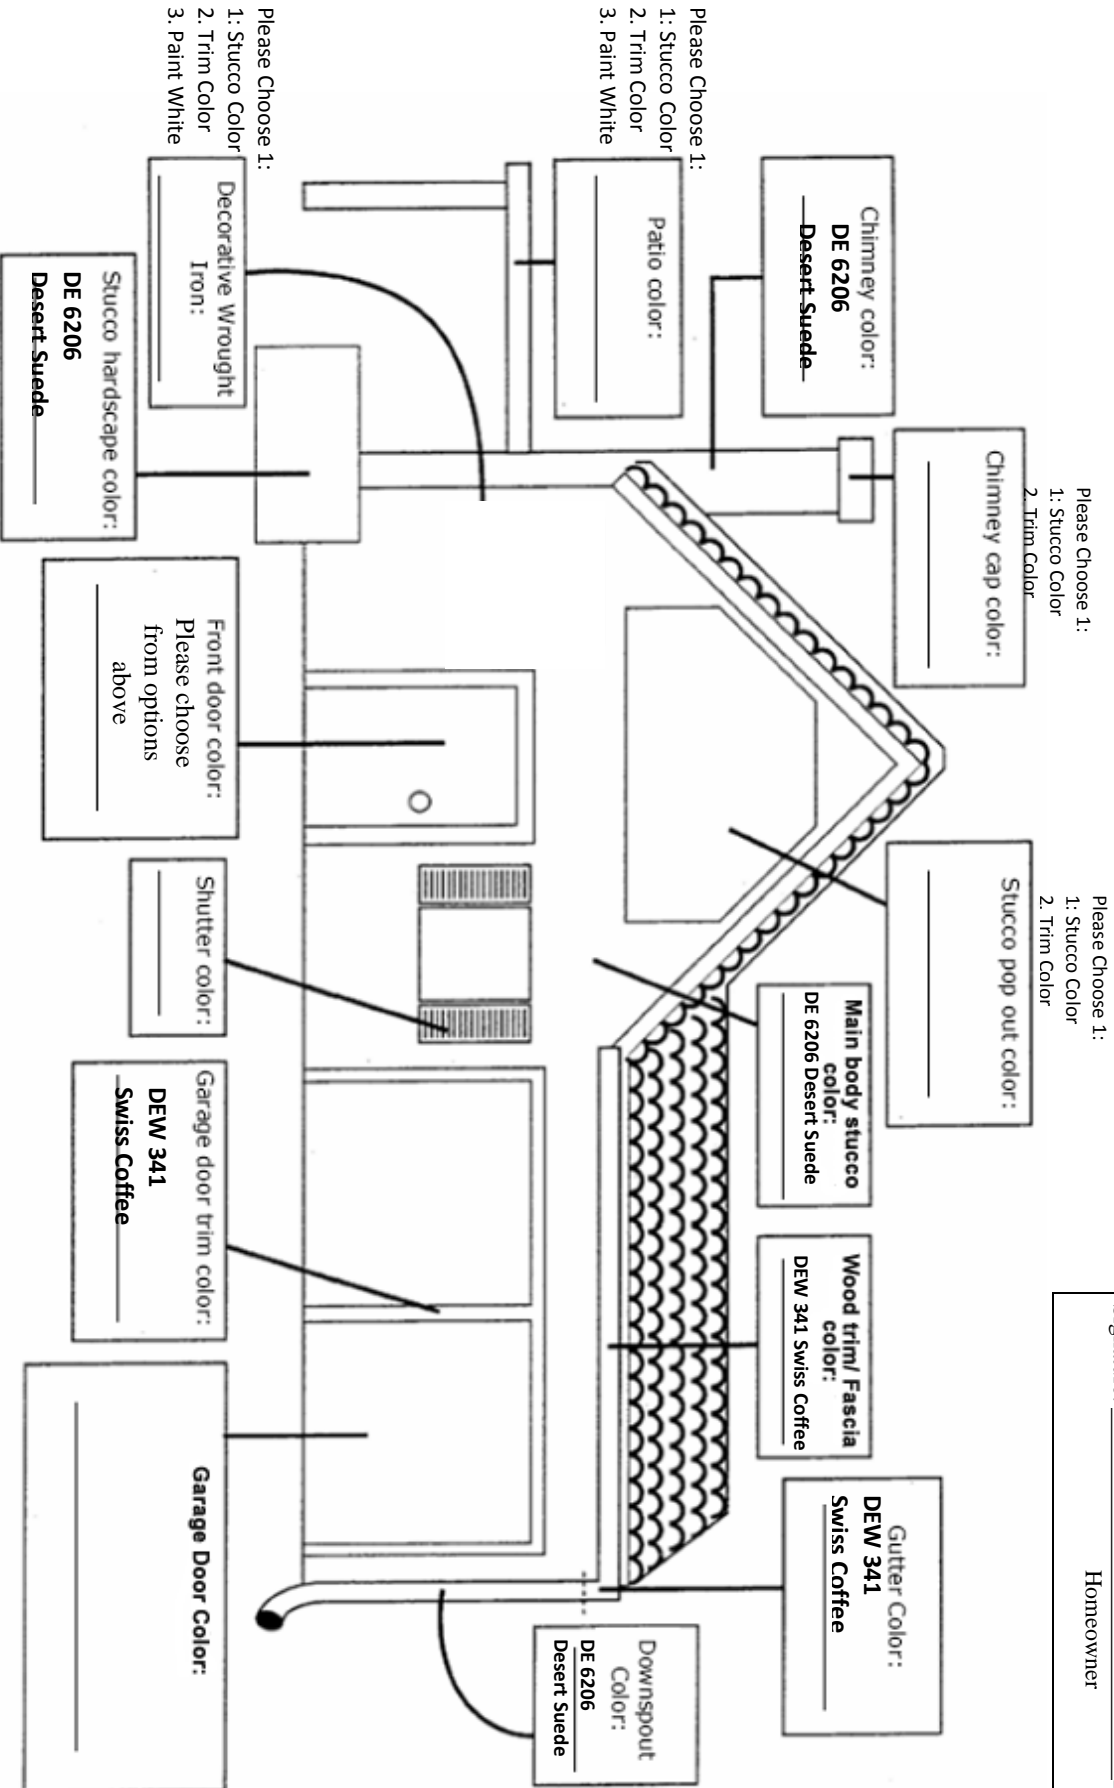 Homeowner
Please Choose 1:
1: Stucco Color
2. Trim Color
Please Choose 1:
1: Stucco Color
2. Trim Color
Chimney cap color:
Stucco pop out color:
Please Choose 1:
1: Stucco Color
2. Trim Color
3. Paint White
Chimney color:
DE 6206
Desert Suede
Main body stucco
color:
DE 6206 Desert Suede
Wood trim/ Fascia
color:
DEW 341 Swiss Coffee
Gutter Color:
DEW 341
Swiss Coffee
Patio color:
Downspout
Color:
DE 6206
Desert Suede
Please Choose 1:
1: Stucco Color
2. Trim Color
3. Paint White
Decorative Wrought
Iron:
Stucco hardscape color:
DE 6206
Desert Suede
Front door color:
Please choose
from options
above
Shutter color:
Garage door trim color:
DEW 341
Swiss Coffee
Garage Door Color: